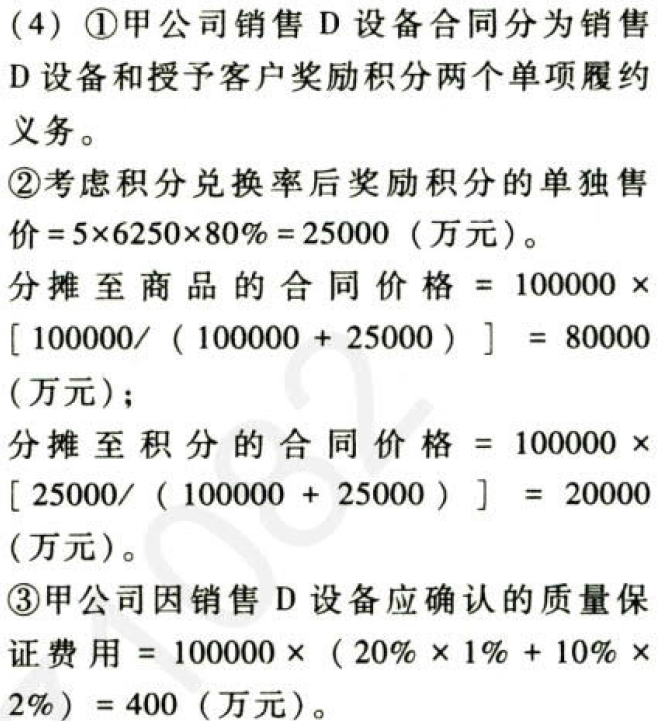 (4) ①甲公司销售 D 设备合同分为销售
D 设备和授予客户奖励积分两个单项履约
义务。
②考虑积分兑换率后奖励积分的单独售
价=5×6250×80%=25000 (万元)。
分摊至商品的合同价格 = 100000 ×
[100000/ (100000 + 25000) ] = 80000
(万元);
分摊至积分的合同价格 = 100000 ×
[25000/ (100000 + 25000) ] = 20000
(万元)。
③甲公司因销售 D 设备应确认的质量保
证费用 = 100000 × (20% × 1% + 10% ×
2%) = 400 (万元)。